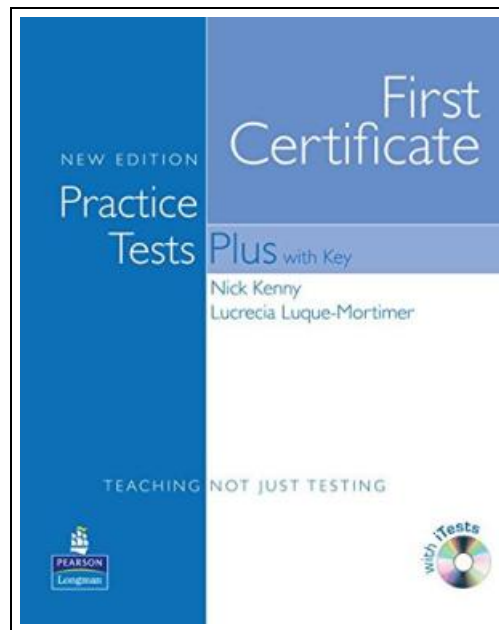 First
Certificate
NEW EDITION
Practice
Tests Plus with Key
Nick Kenny
Lucrecia Luque-Mortimer
TEACHING NOT JUST TESTING
PEARSON
Longman
with iTests